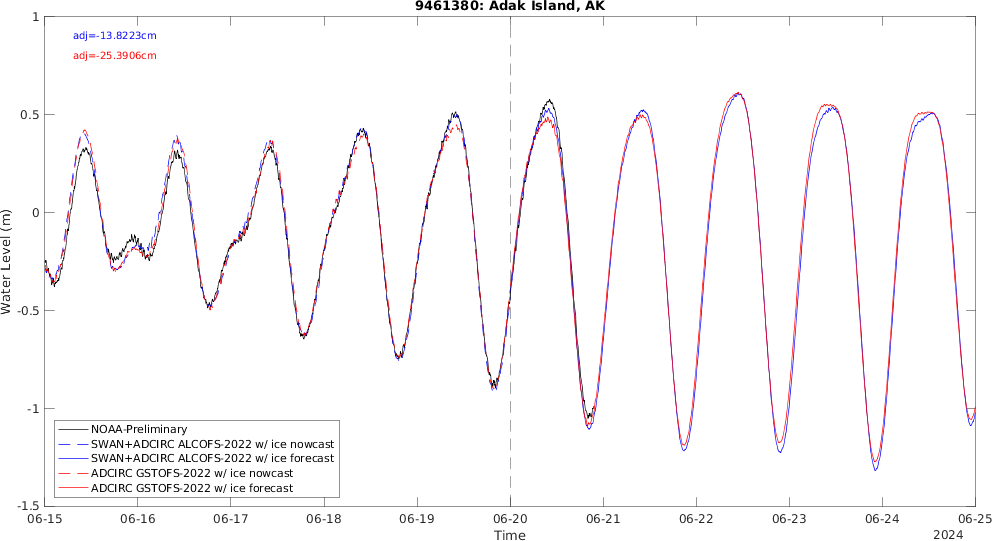 9461380: Adak Island, AK
adj=-13.8223cm
adj=-25.3906cm
Water Level (m)
1
0.5
0
-0.5
-1
-1.5
NOAA-Preliminary
SWAN+ADCIRC ALCOFS-2022 w/ ice nowcast
SWAN+ADCIRC ALCOFS-2022 w/ ice forecast
ADCIRC GSTOFS-2022 w/ ice nowcast
ADCIRC GSTOFS-2022 w/ ice forecast
06-15 06-16 06-17 06-18 06-19 06-20 06-21 06-22 06-23 06-24 06-25
Time
2024